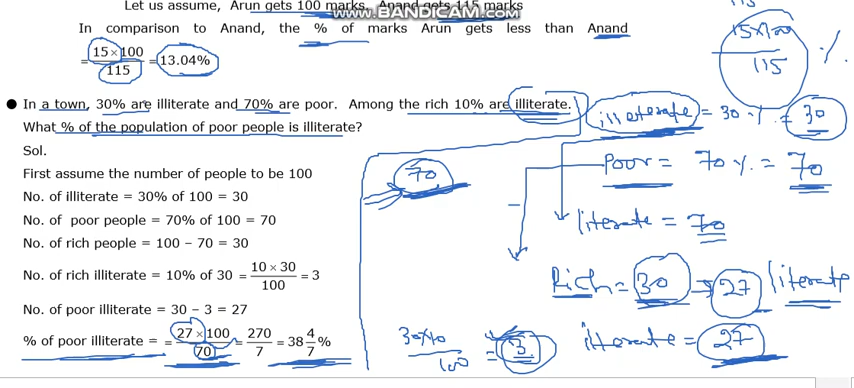 Let us assume, Arun gets 100 marks. Anand gets 115 marks
WWW.BANDICAM.COM
In comparison to Anand, the % of marks Arun gets less than Anand
= 15 × 100 / 115 = 13.04%
15×100 / 115 %.
115
● In a town, 30% are illiterate and 70% are poor. Among the rich 10% are illiterate.
What % of the population of poor people is illiterate?
Sol.
First assume the number of people to be 100
No. of illiterate = 30% of 100 = 30
No. of poor people = 70% of 100 = 70
No. of rich people = 100 – 70 = 30
No. of rich illiterate = 10% of 30 = 10 × 30 / 100 = 3
No. of poor illiterate = 30 – 3 = 27
% of poor illiterate = = 27 × 100 / 70 = 270 / 7 = 38 4/7 %
= 30 %. = 30
70
Poor = 70 %. = 70
literate = 70
Rich = 30 27 literate
30×10 / 100 = 3
= 27